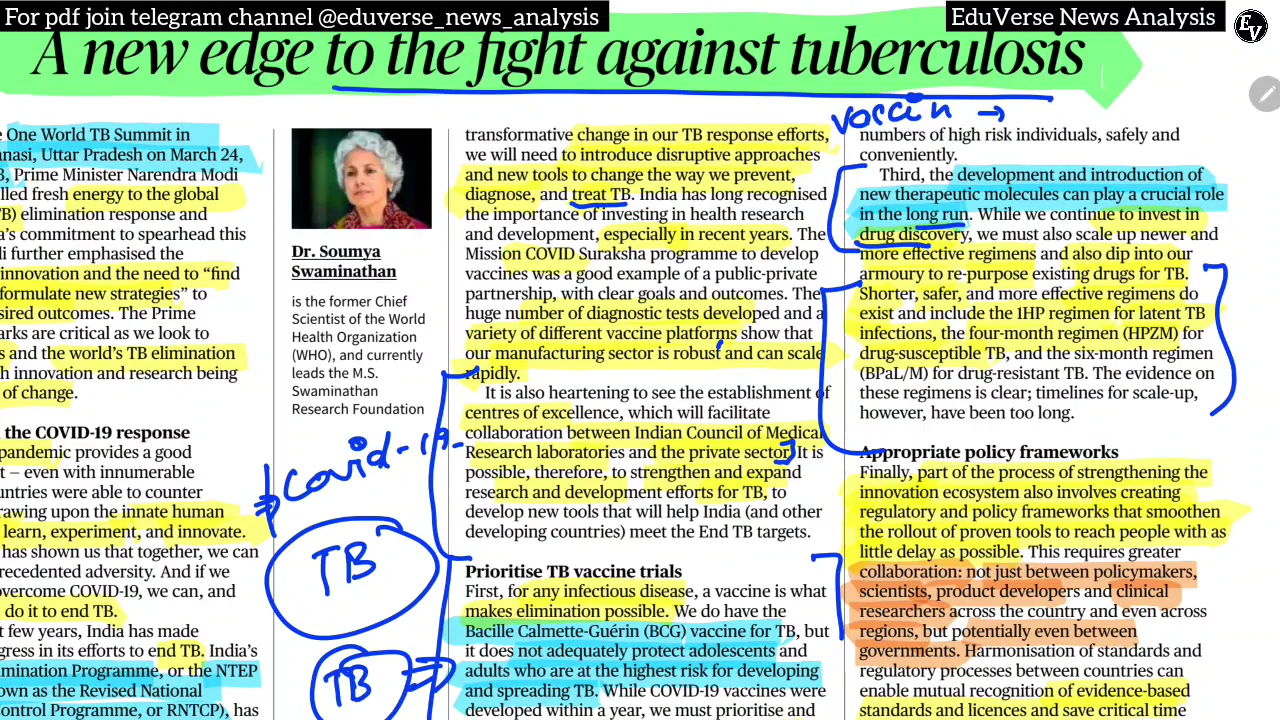 For pdf join telegram channel @eduverse_news_analysis
EduVerse News Analysis
EV
A new edge to the fight against tuberculosis
One World TB Summit in
anasi, Uttar Pradesh on March 24,
3, Prime Minister Narendra Modi
lled fresh energy to the global
B) elimination response and
a's commitment to spearhead this
di further emphasised the
innovation and the need to “find
formulate new strategies” to
sired outcomes. The Prime
arks are critical as we look to
s and the world's TB elimination
h innovation and research being
of change.
the COVID-19 response
pandemic provides a good
t – even with innumerable
untries were able to counter
rawing upon the innate human
learn, experiment, and innovate.
has shown us that together, we can
recedented adversity. And if we
vercome COVID-19, we can, and
do it to end TB.
t few years, India has made
gress in its efforts to end TB. India's
mination Programme, or the NTEP
own as the Revised National
ontrol Programme, or RNTCP), has
Dr. Soumya
Swaminathan
is the former Chief
Scientist of the World
Health Organization
(WHO), and currently
leads the M.S.
Swaminathan
Research Foundation
Covid-19-
TB
TB
transformative change in our TB response efforts,
we will need to introduce disruptive approaches
and new tools to change the way we prevent,
diagnose, and treat TB. India has long recognised
the importance of investing in health research
and development, especially in recent years. The
Mission COVID Suraksha programme to develop
vaccines was a good example of a public-private
partnership, with clear goals and outcomes. The
huge number of diagnostic tests developed and a
variety of different vaccine platforms show that
our manufacturing sector is robust and can scale
rapidly.
It is also heartening to see the establishment of
centres of excellence, which will facilitate
collaboration between Indian Council of Medical
Research laboratories and the private sector. It is
possible, therefore, to strengthen and expand
research and development efforts for TB, to
develop new tools that will help India (and other
developing countries) meet the End TB targets.
Prioritise TB vaccine trials
First, for any infectious disease, a vaccine is what
makes elimination possible. We do have the
Bacille Calmette-Guérin (BCG) vaccine for TB, but
it does not adequately protect adolescents and
adults who are at the highest risk for developing
and spreading TB. While COVID-19 vaccines were
developed within a year, we must prioritise and
vaccin →
numbers of high risk individuals, safely and
conveniently.
Third, the development and introduction of
new therapeutic molecules can play a crucial role
in the long run. While we continue to invest in
drug discovery, we must also scale up newer and
more effective regimens and also dip into our
armoury to re-purpose existing drugs for TB.
Shorter, safer, and more effective regimens do
exist and include the 1HP regimen for latent TB
infections, the four-month regimen (HPZM) for
drug-susceptible TB, and the six-month regimen
(BPaL/M) for drug-resistant TB. The evidence on
these regimens is clear; timelines for scale-up,
however, have been too long.
Appropriate policy frameworks
Finally, part of the process of strengthening the
innovation ecosystem also involves creating
regulatory and policy frameworks that smoothen
the rollout of proven tools to reach people with as
little delay as possible. This requires greater
collaboration: not just between policymakers,
scientists, product developers and clinical
researchers across the country and even across
regions, but potentially even between
governments. Harmonisation of standards and
regulatory processes between countries can
enable mutual recognition of evidence-based
standards and licences and save critical time